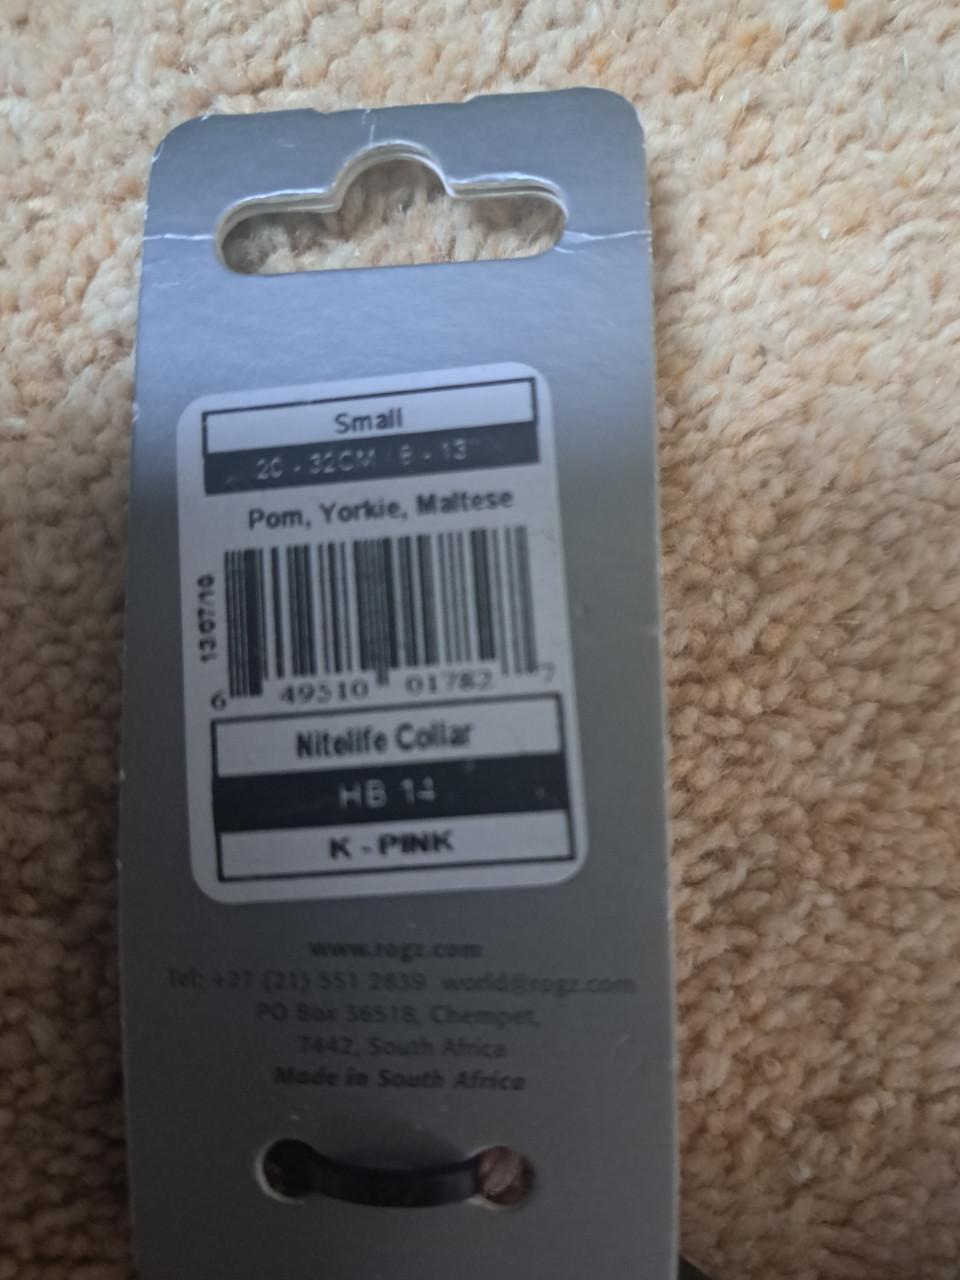 Small
20 - 32CM / 8 - 13"
Pom, Yorkie, Maltese
13/07/10
6 49510 01782 7
Nitelife Collar
HB 14
K - PINK
www.rogz.com
Tel: +27 (21) 551 2839 world@rogz.com
PO Box 36518, Chempet,
7442, South Africa
Made in South Africa